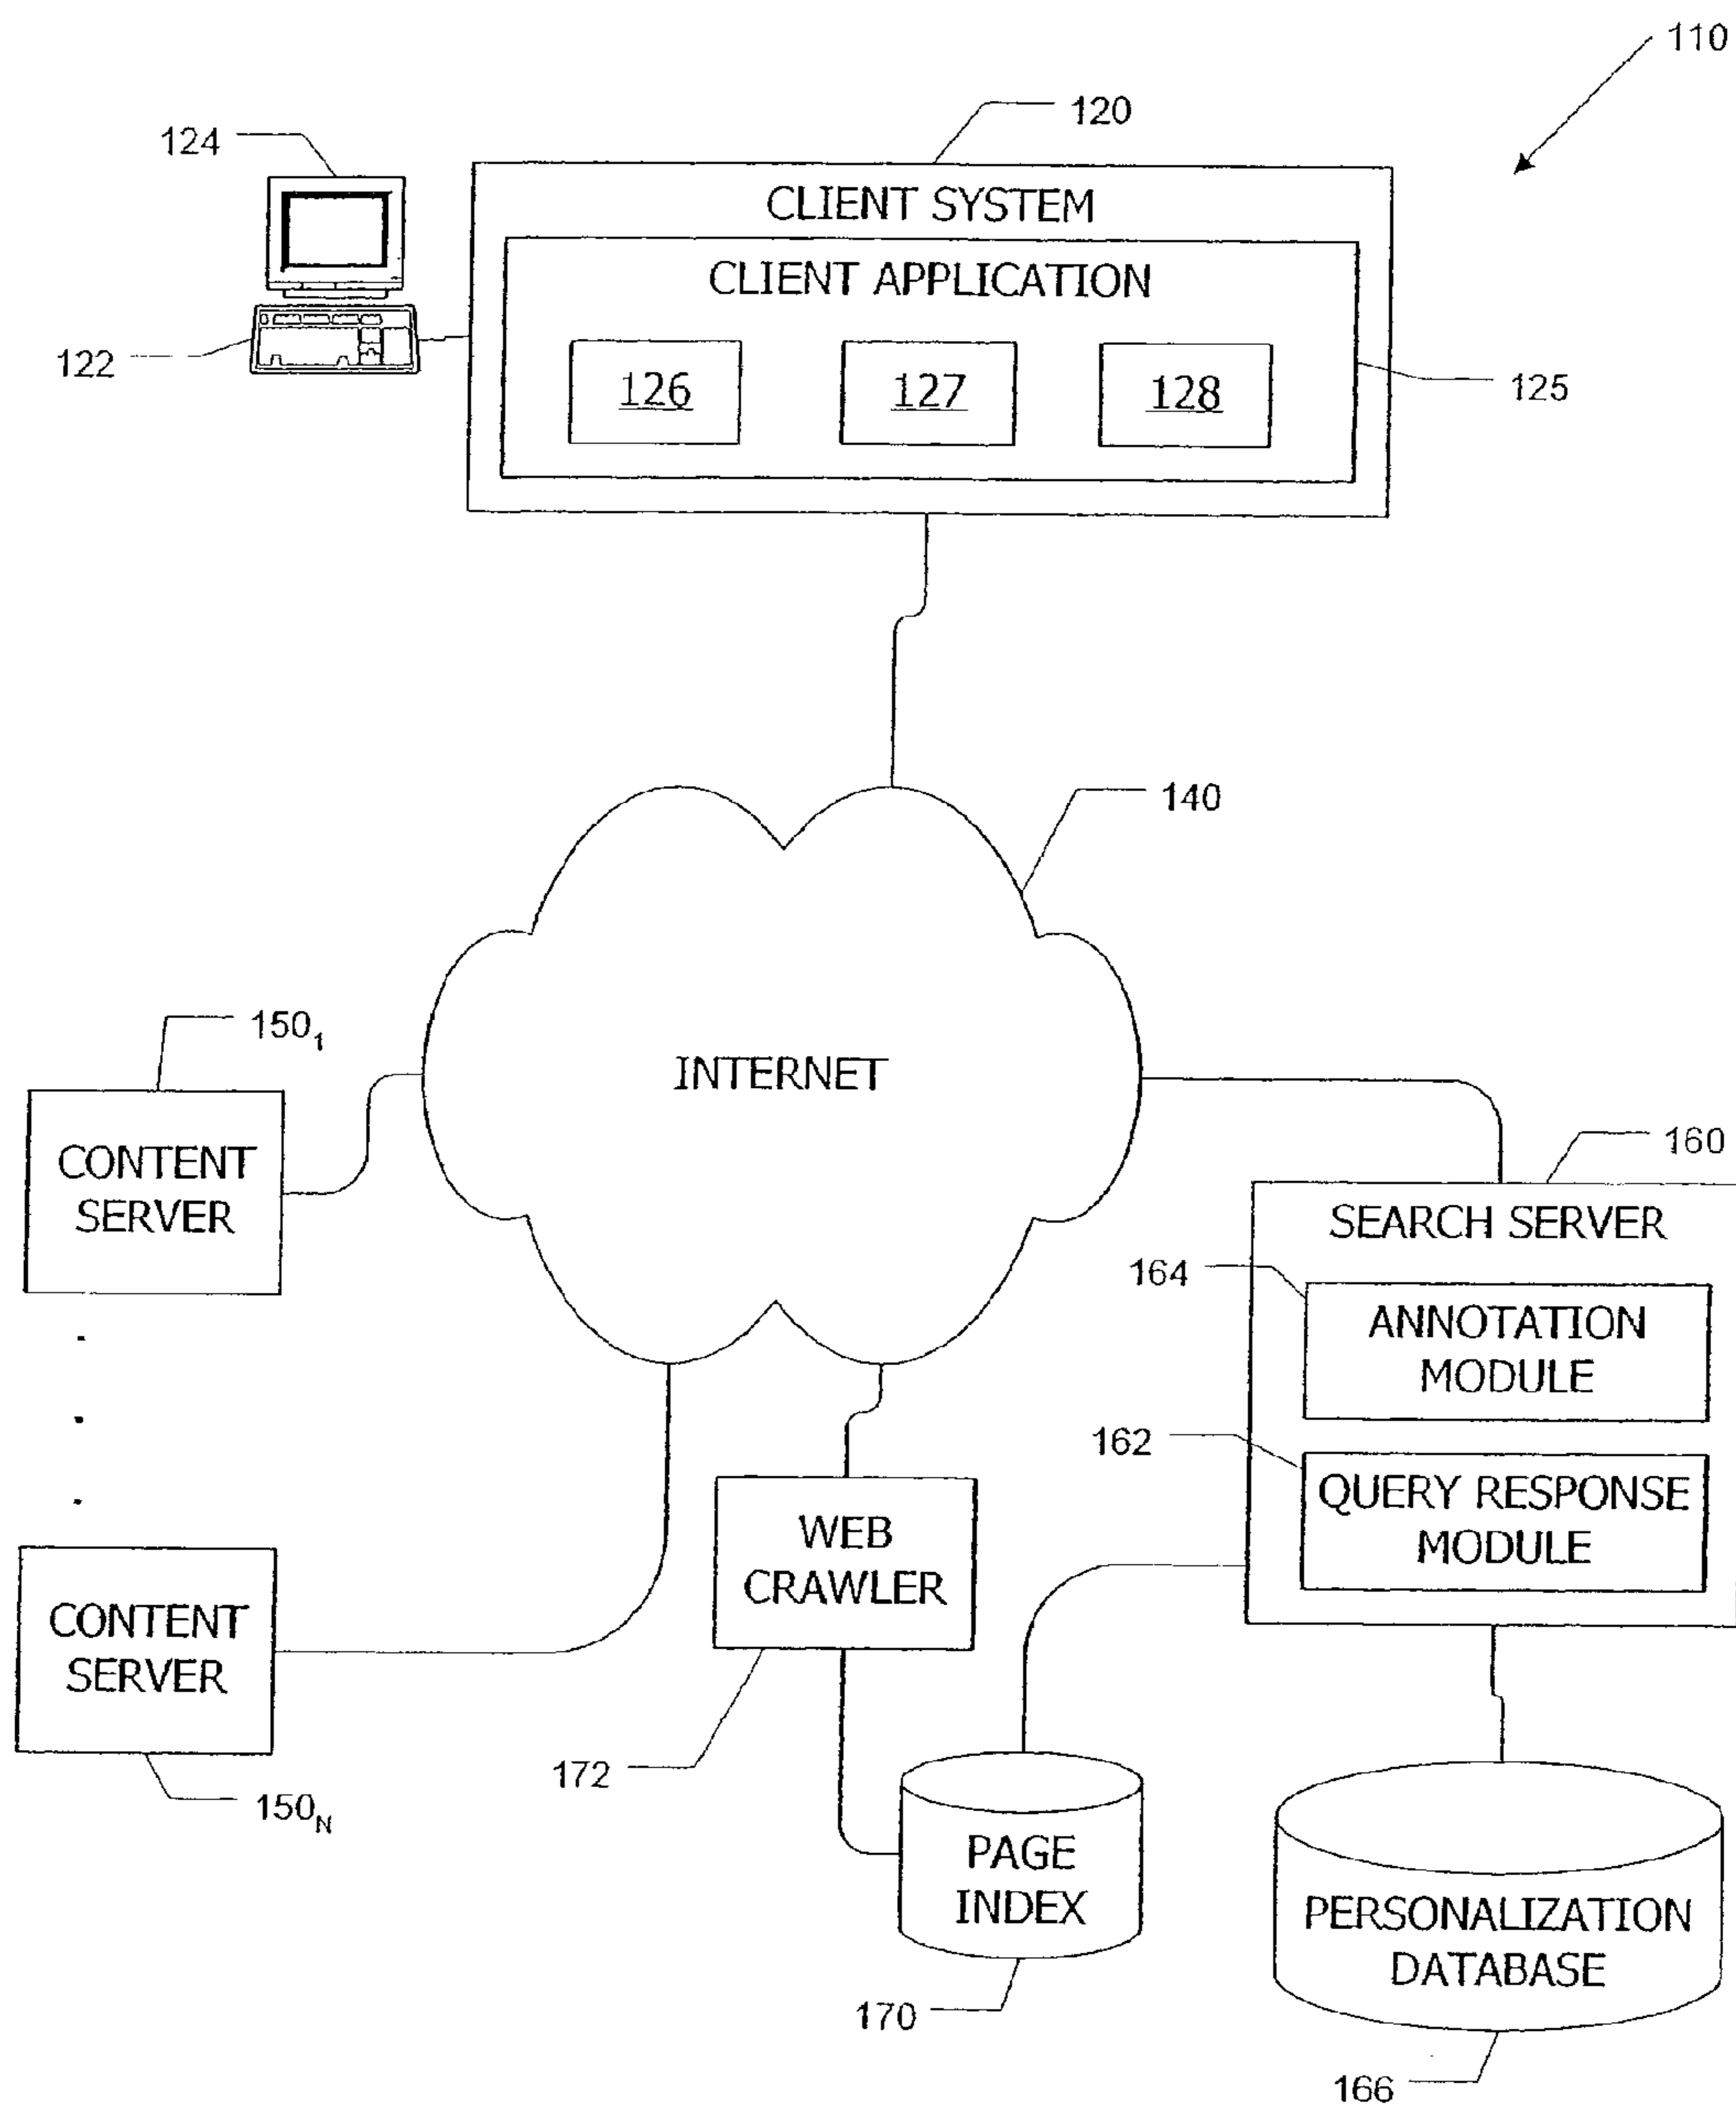 110
120
124
CLIENT SYSTEM
CLIENT APPLICATION
122
126
127
128
125
140
150₁
INTERNET
CONTENT
SERVER
160
SEARCH SERVER
164
ANNOTATION
MODULE
162
QUERY RESPONSE
MODULE
WEB
CRAWLER
CONTENT
SERVER
172
150N
PAGE
INDEX
PERSONALIZATION
DATABASE
170
166